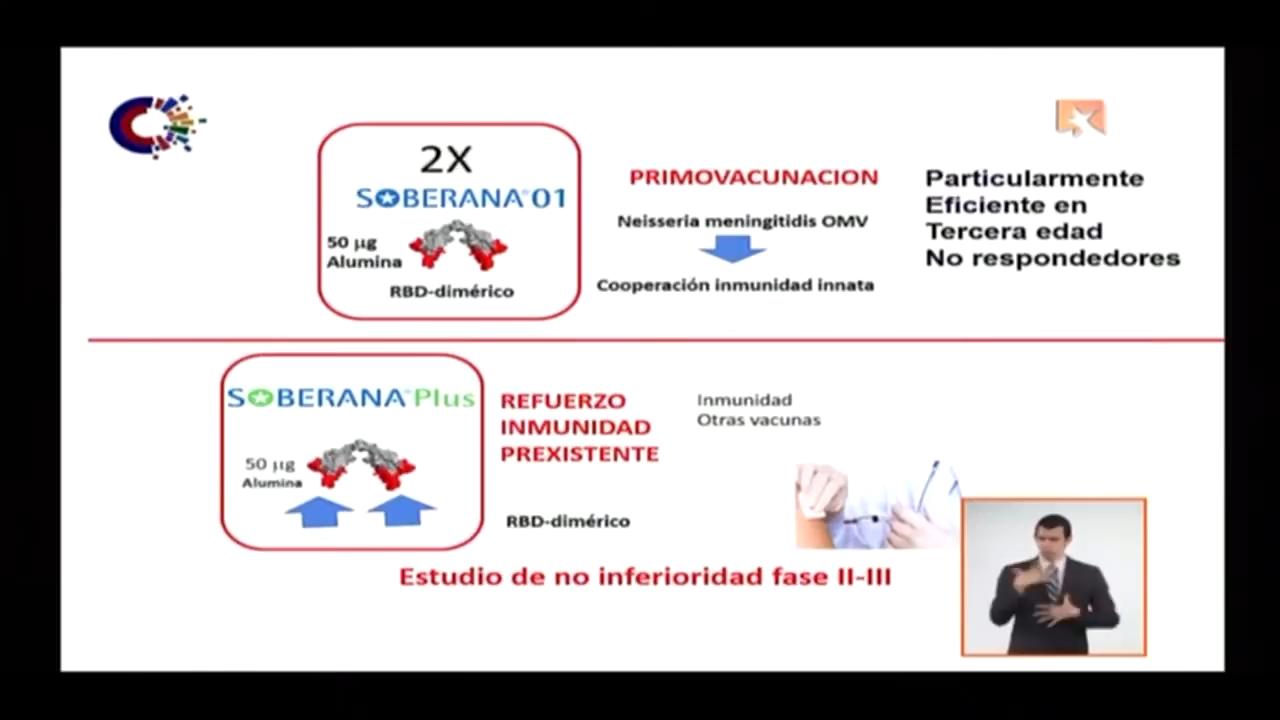 2X
SOBERANA®01
50 µg
Alumina
RBD-dimérico
PRIMOVACUNACION
Neisseria meningitidis OMV
Cooperación inmunidad innata
Particularmente
Eficiente en
Tercera edad
No respondedores
SOBERANA®Plus
50 µg
Alumina
REFUERZO
INMUNIDAD
PREXISTENTE
RBD-dimérico
Inmunidad
Otras vacunas
Estudio de no inferioridad fase II-III